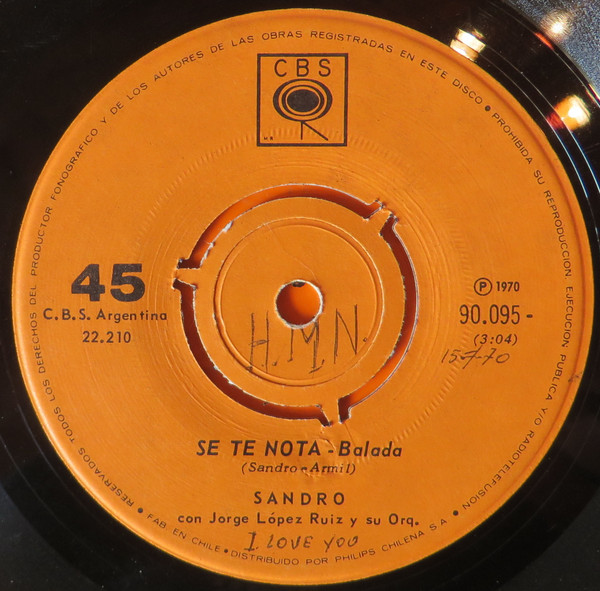 RESERVADOS TODOS LOS DERECHOS DEL PRODUCTOR FONOGRAFICO Y DE LOS AUTORES DE LAS OBRAS REGISTRADAS EN ESTE DISCO • PROHIBIDA SU REPRODUCCION, EJECUCION PUBLICA Y/O RADIOTELEFUSION •
CBS
45
C.B.S. Argentina
22.210
℗ 1970
90.095-
(3:04)
15-7-70
H.M.N.
SE TE NOTA - Balada
(Sandro - Armil)
SANDRO
con Jorge López Ruiz y su Orq.
I LOVE YOU
FAB EN CHILE • DISTRIBUIDO POR PHILIPS CHILENA S A •